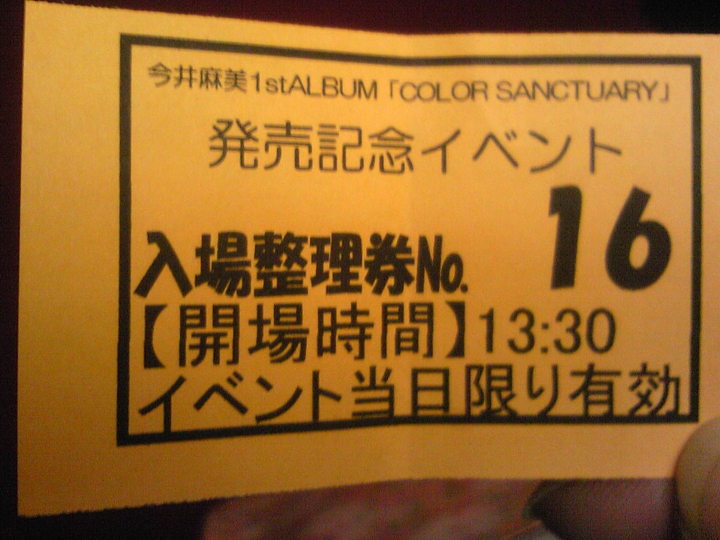 今井麻美1stALBUM「COLOR SANCTUARY」
発売記念イベント
入場整理券No. 16
【開場時間】13:30
イベント当日限り有効